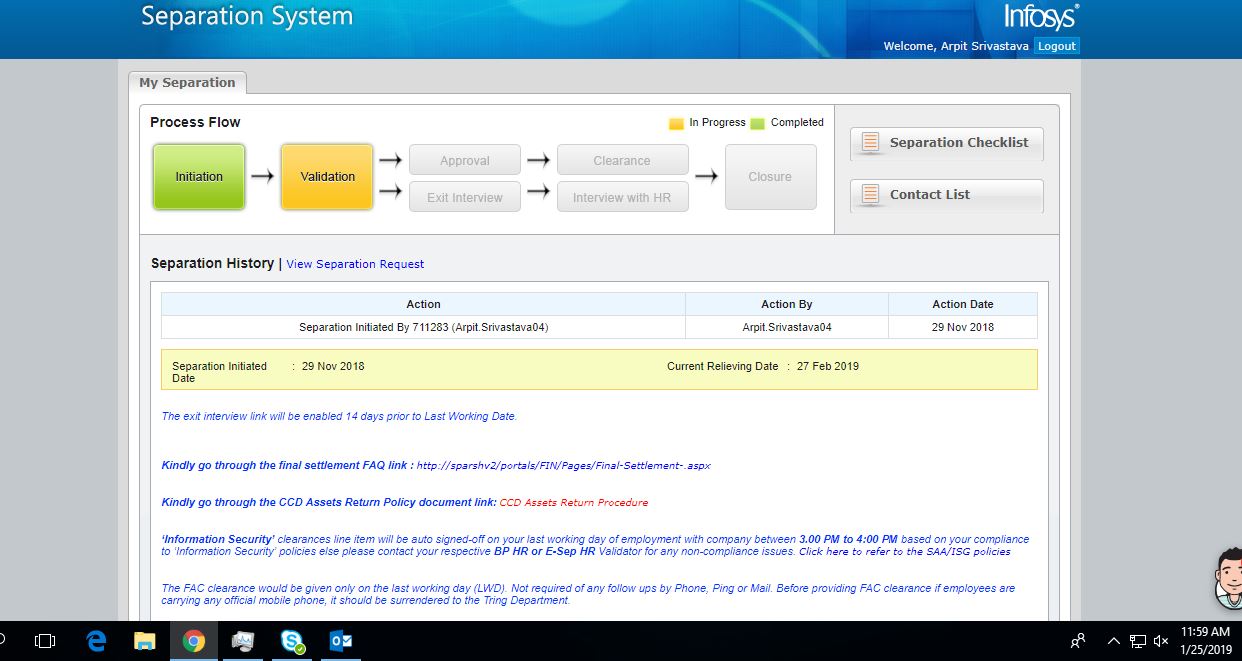 Separation System
Infosys®
Welcome, Arpit Srivastava Logout
My Separation
Process Flow
In Progress Completed
Initiation
Validation
Approval
Clearance
Exit Interview
Interview with HR
Closure
Separation Checklist
Contact List
Separation History | View Separation Request
Action Action By Action Date
Separation Initiated By 711283 (Arpit.Srivastava04) Arpit.Srivastava04 29 Nov 2018
Separation Initiated Date : 29 Nov 2018 Current Relieving Date : 27 Feb 2019
The exit interview link will be enabled 14 days prior to Last Working Date.
Kindly go through the final settlement FAQ link : http://sparshv2/portals/FIN/Pages/Final-Settlement-.aspx
Kindly go through the CCD Assets Return Policy document link: CCD Assets Return Procedure
'Information Security' clearances line item will be auto signed-off on your last working day of employment with company between 3.00 PM to 4:00 PM based on your compliance
to 'Information Security' policies else please contact your respective BP HR or E-Sep HR Validator for any non-compliance issues. Click here to refer to the SAA/ISG policies
The FAC clearance would be given only on the last working day (LWD). Not required of any follow ups by Phone, Ping or Mail. Before providing FAC clearance if employees are
carrying any official mobile phone, it should be surrendered to the Tring Department.
11:59 AM
1/25/2019